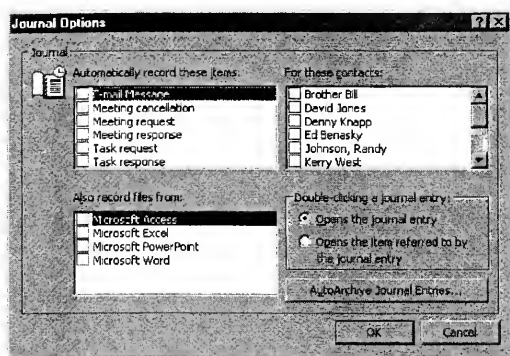 Journal Options
Journal
Automatically record these items:
E-mail Message
Meeting cancellation
Meeting request
Meeting response
Task request
Task response
For these contacts:
Brother Bill
David Jones
Denny Knapp
Ed Benasky
Johnson, Randy
Kerry West
Also record files from:
Microsoft Access
Microsoft Excel
Microsoft PowerPoint
Microsoft Word
Double-clicking a journal entry:
Opens the journal entry
Opens the item referred to by
the journal entry
AutoArchive Journal Entries...
OK
Cancel